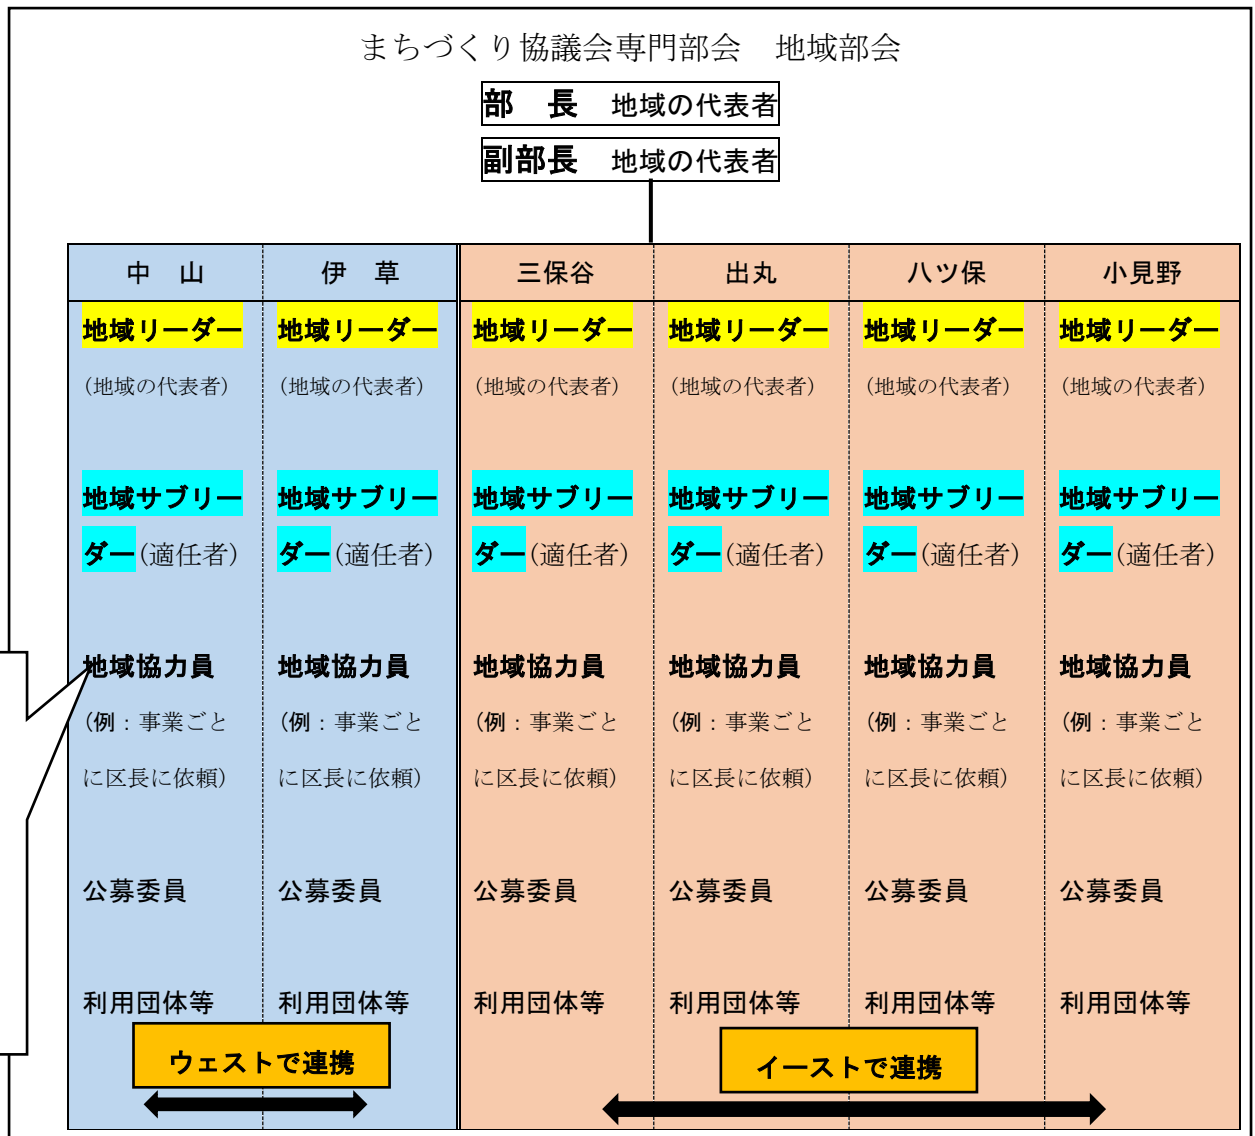 まちづくり協議会専門部会　地域部会
部　長　地域の代表者
副部長　地域の代表者
中　山　伊　草　三保谷　出丸　八ツ保　小見野
地域リーダー　地域リーダー　地域リーダー　地域リーダー　地域リーダー　地域リーダー
（地域の代表者）　（地域の代表者）　（地域の代表者）　（地域の代表者）　（地域の代表者）　（地域の代表者）
地域サブリー　地域サブリー　地域サブリー　地域サブリー　地域サブリー　地域サブリー
ダー（適任者）　ダー（適任者）　ダー（適任者）　ダー（適任者）　ダー（適任者）　ダー（適任者）
地域協力員　地域協力員　地域協力員　地域協力員　地域協力員　地域協力員
（例：事業ごと　（例：事業ごと　（例：事業ごと　（例：事業ごと　（例：事業ごと　（例：事業ごと
に区長に依頼）　に区長に依頼）　に区長に依頼）　に区長に依頼）　に区長に依頼）　に区長に依頼）
公募委員　公募委員　公募委員　公募委員　公募委員　公募委員
利用団体等　利用団体等　利用団体等　利用団体等　利用団体等　利用団体等
ウェストで連携　イーストで連携